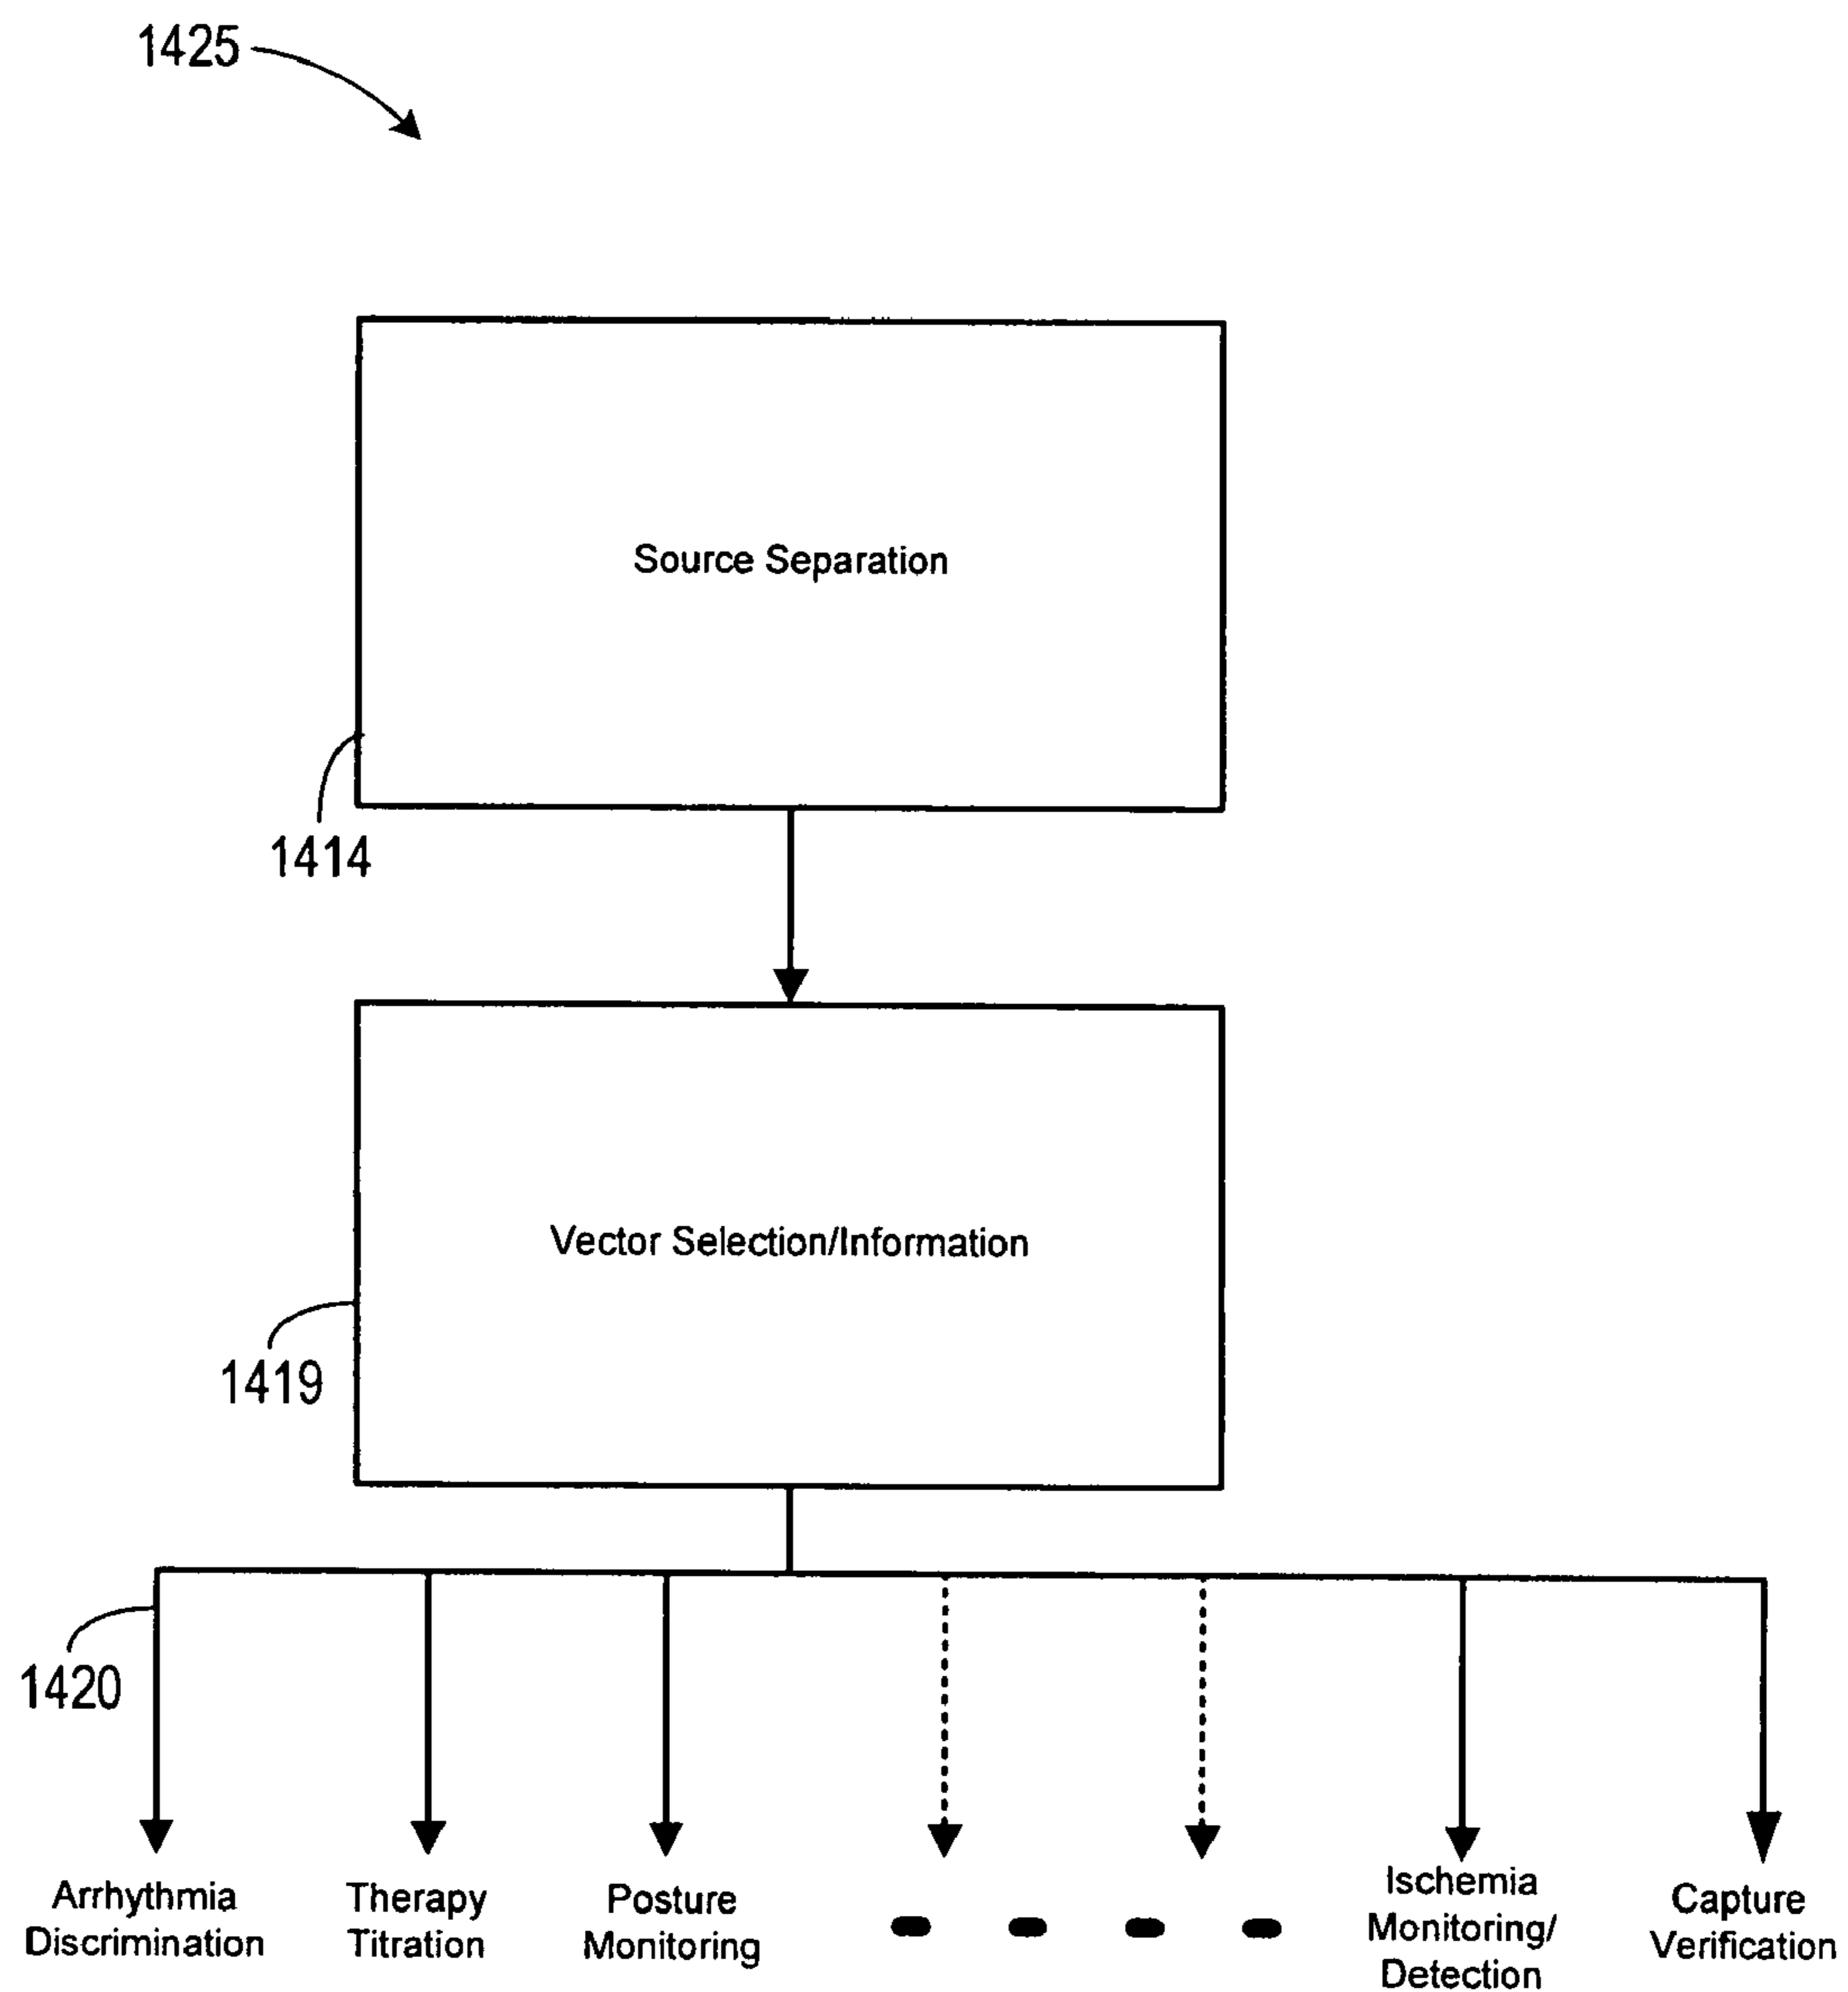 1425
Source Separation
1414
Vector Selection/Information
1419
1420
Arrhythmia
Discrimination
Therapy
Titration
Posture
Monitoring
Ischemia
Monitoring/
Detection
Capture
Verification